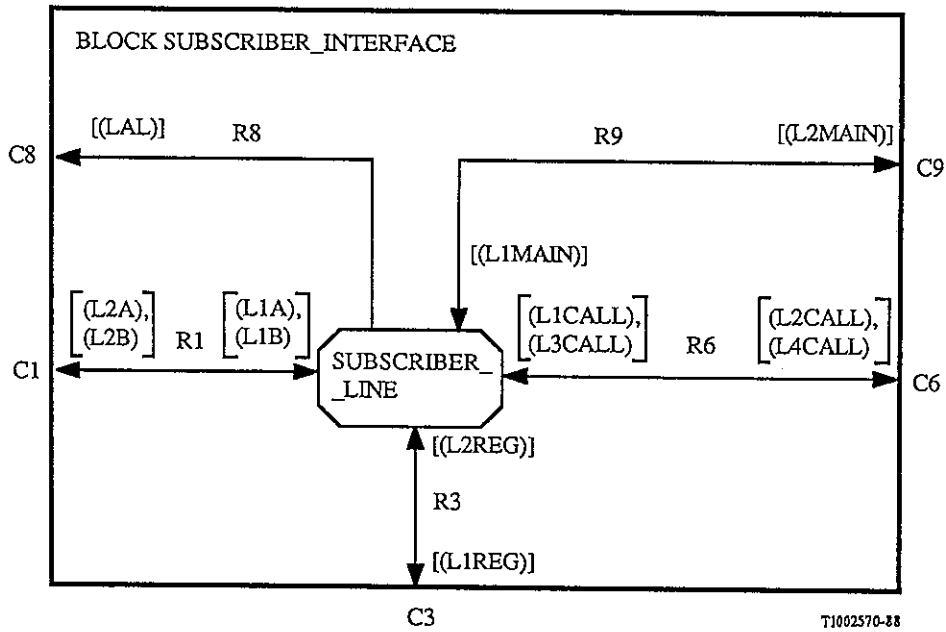 BLOCK SUBSCRIBER_INTERFACE
[(LAL)]
R8
R9
[(L2MAIN)]
C8
C9
[(L1MAIN)]
[(L2A),
(L2B)]
R1
[(L1A),
(L1B)]
[(L1CALL),
(L3CALL)]
R6
[(L2CALL),
(L4CALL)]
C1
SUBSCRIBER_
_LINE
C6
[(L2REG)]
R3
[(L1REG)]
C3
T1002570-88